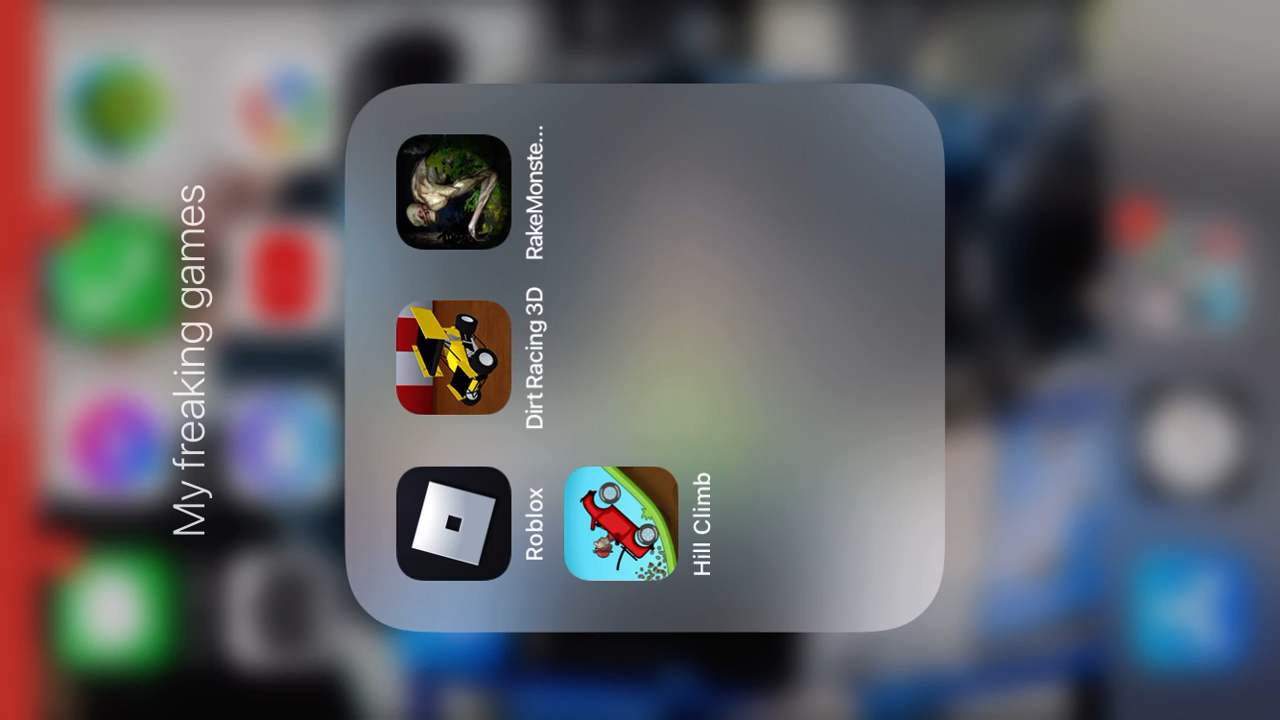 My freaking games
Roblox
Dirt Racing 3D
RakeMonste...
Hill Climb